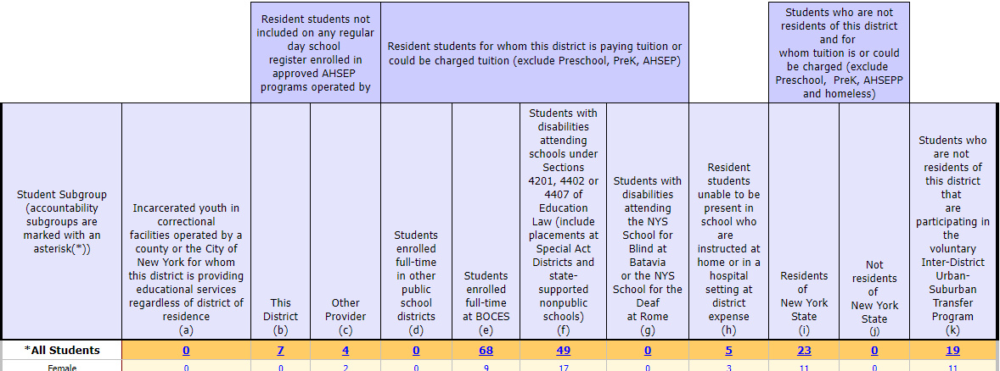 Resident students not
included on any regular
day school
register enrolled in
approved AHSEP
programs operated by
Resident students for whom this district is paying tuition or
could be charged tuition (exclude Preschool, PreK, AHSEP)
Students who are not
residents of this district
and for
whom tuition is or could
be charged (exclude
Preschool, PreK, AHSEPP
and homeless)
Student Subgroup
(accountability
subgroups are
marked with an
asterisk(*))
Incarcerated youth in
correctional
facilities operated by a
county or the City of
New York for whom
this district is providing
educational services
regardless of district of
residence
(a)
This
District
(b)
Other
Provider
(c)
Students
enrolled
full-time
in other
public
school
districts
(d)
Students
enrolled
full-time
at BOCES
(e)
Students with
disabilities
attending
schools under
Sections
4201, 4402 or
4407 of
Education
Law (include
placements at
Special Act
Districts and
state-
supported
nonpublic
schools)
(f)
Students with
disabilities
attending
the NYS
School for
Blind at
Batavia
or the NYS
School for the
Deaf
at Rome)
(g)
Resident
students
unable to be
present in
school who
are
instructed at
home or in a
hospital
setting at
district
expense
(h)
Residents
of
New York
State
(i)
Not
residents
of
New York
State
(j)
Students who
are not
residents of
this district
that
are
participating in
the
voluntary
Inter-District
Urban-
Suburban
Transfer
Program
(k)
*All Students 0 7 4 0 68 49 0 5 23 0 19
Female 0 0 2 0 9 17 0 3 11 0 11